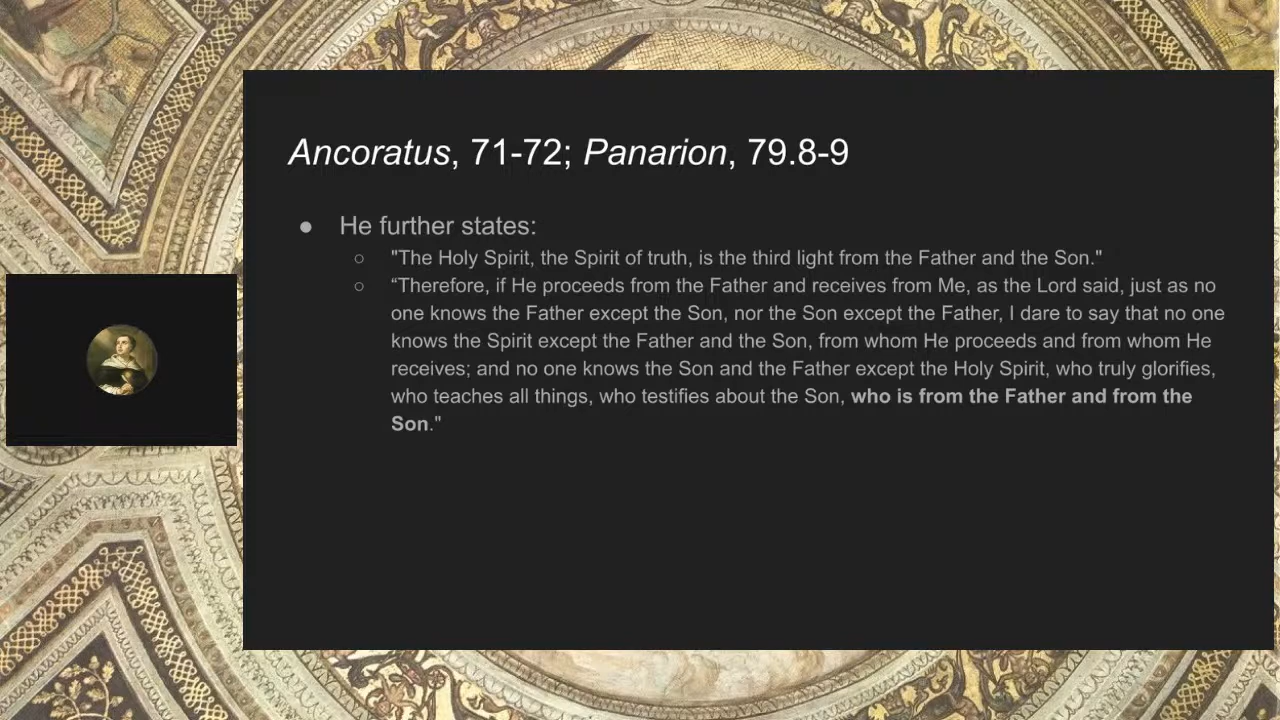 Ancoratus, 71-72; Panarion, 79.8-9
● He further states:
○ "The Holy Spirit, the Spirit of truth, is the third light from the Father and the Son."
○ “Therefore, if He proceeds from the Father and receives from Me, as the Lord said, just as no
one knows the Father except the Son, nor the Son except the Father, I dare to say that no one
knows the Spirit except the Father and the Son, from whom He proceeds and from whom He
receives; and no one knows the Son and the Father except the Holy Spirit, who truly glorifies,
who teaches all things, who testifies about the Son, who is from the Father and from the
Son."